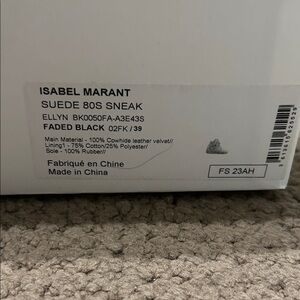 ISABEL MARANT
SUEDE 80S SNEAK
ELLYN BK0050FA-A3E43S
FADED BLACK 02FK / 39
Main Material - 100% Cowhide leather velvet//
Lining1 - 75% Cotton/25% Polyester//
Sole - 100% Rubber//
Fabriqué en Chine
Made in China
FS 23AH